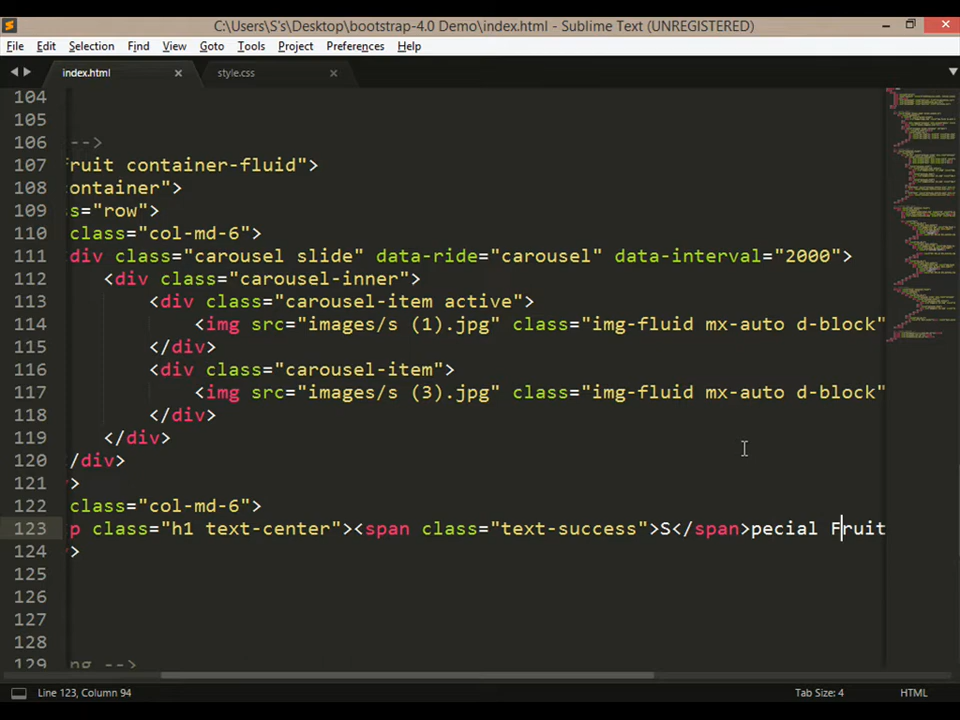 C:\Users\S's\Desktop\bootstrap-4.0 Demo\index.html - Sublime Text (UNREGISTERED)
File Edit Selection Find View Goto Tools Project Preferences Help
index.html style.css
104
105
106 -->
107 fruit container-fluid">
108 ontainer">
109 s="row">
110 class="col-md-6">
111 div class="carousel slide" data-ride="carousel" data-interval="2000">
112 <div class="carousel-inner">
113 <div class="carousel-item active">
114 <img src="images/s (1).jpg" class="img-fluid mx-auto d-block"
115 </div>
116 <div class="carousel-item">
117 <img src="images/s (3).jpg" class="img-fluid mx-auto d-block"
118 </div>
119 </div>
120 /div>
121 >
122 class="col-md-6">
123 p class="h1 text-center"><span class="text-success">S</span>pecial Fruit
124 >
125
126
127
128
129 ng -->
Line 123, Column 94 Tab Size: 4 HTML